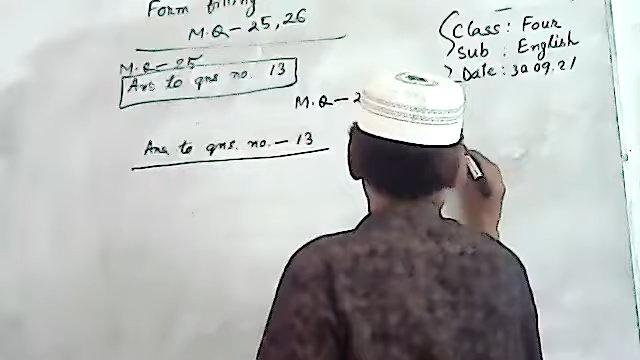 Form filling
M.Q – 25, 26
Class : Four
Sub : English
Date : 30.09.21
M.Q – 25
Ans to qns no. 13
M.Q – 2
Ans to qns. no. – 13